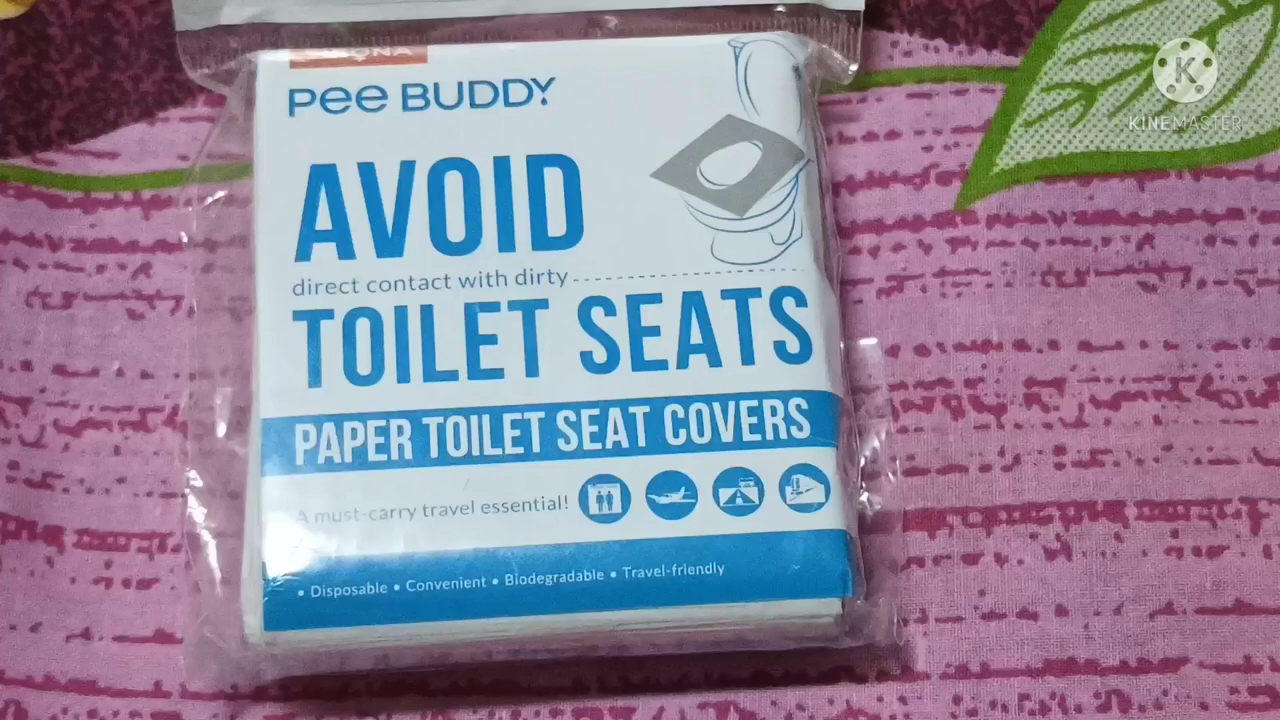 Pee BUDDY
AVOID
direct contact with dirty
TOILET SEATS
PAPER TOILET SEAT COVERS
A must-carry travel essential!
• Disposable • Convenient • Biodegradable • Travel-friendly
K
KINEMASTER